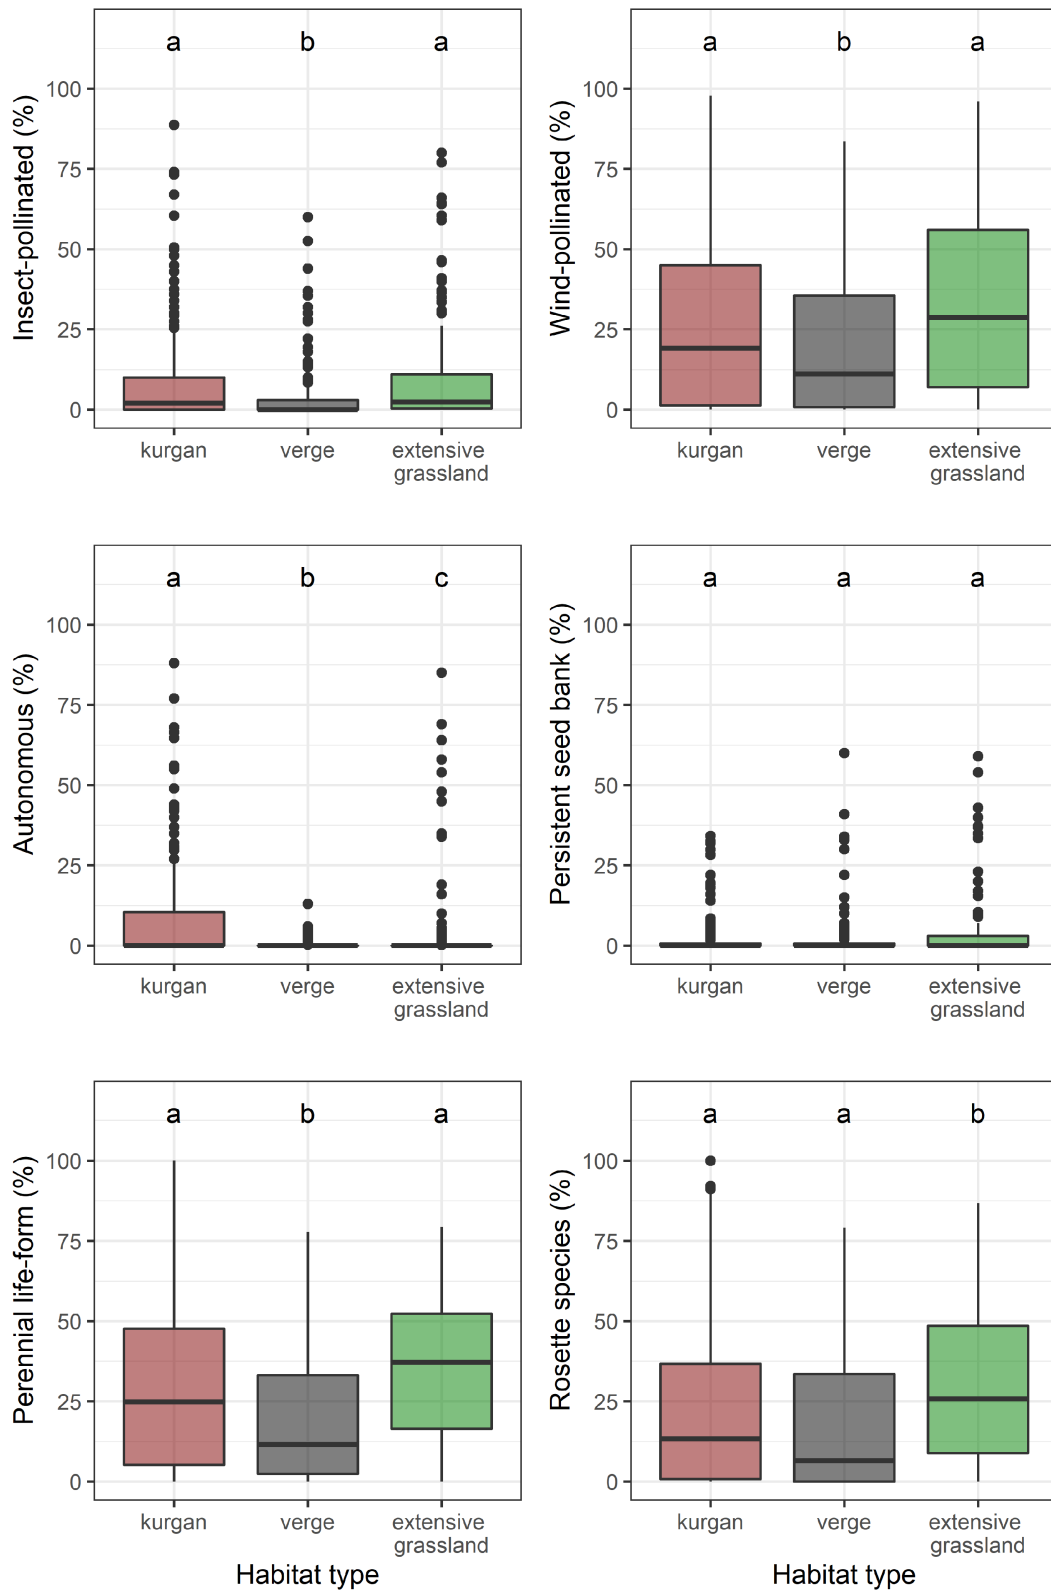 a b a
Insect-pollinated (%)
100
75
50
25
0
kurgan verge extensive
grassland
a b a
Wind-pollinated (%)
100
75
50
25
0
kurgan verge extensive
grassland
a b c
Autonomous (%)
100
75
50
25
0
kurgan verge extensive
grassland
a a a
Persistent seed bank (%)
100
75
50
25
0
kurgan verge extensive
grassland
a b a
Perennial life-form (%)
100
75
50
25
0
kurgan verge extensive
grassland
Habitat type
a a b
Rosette species (%)
100
75
50
25
0
kurgan verge extensive
grassland
Habitat type